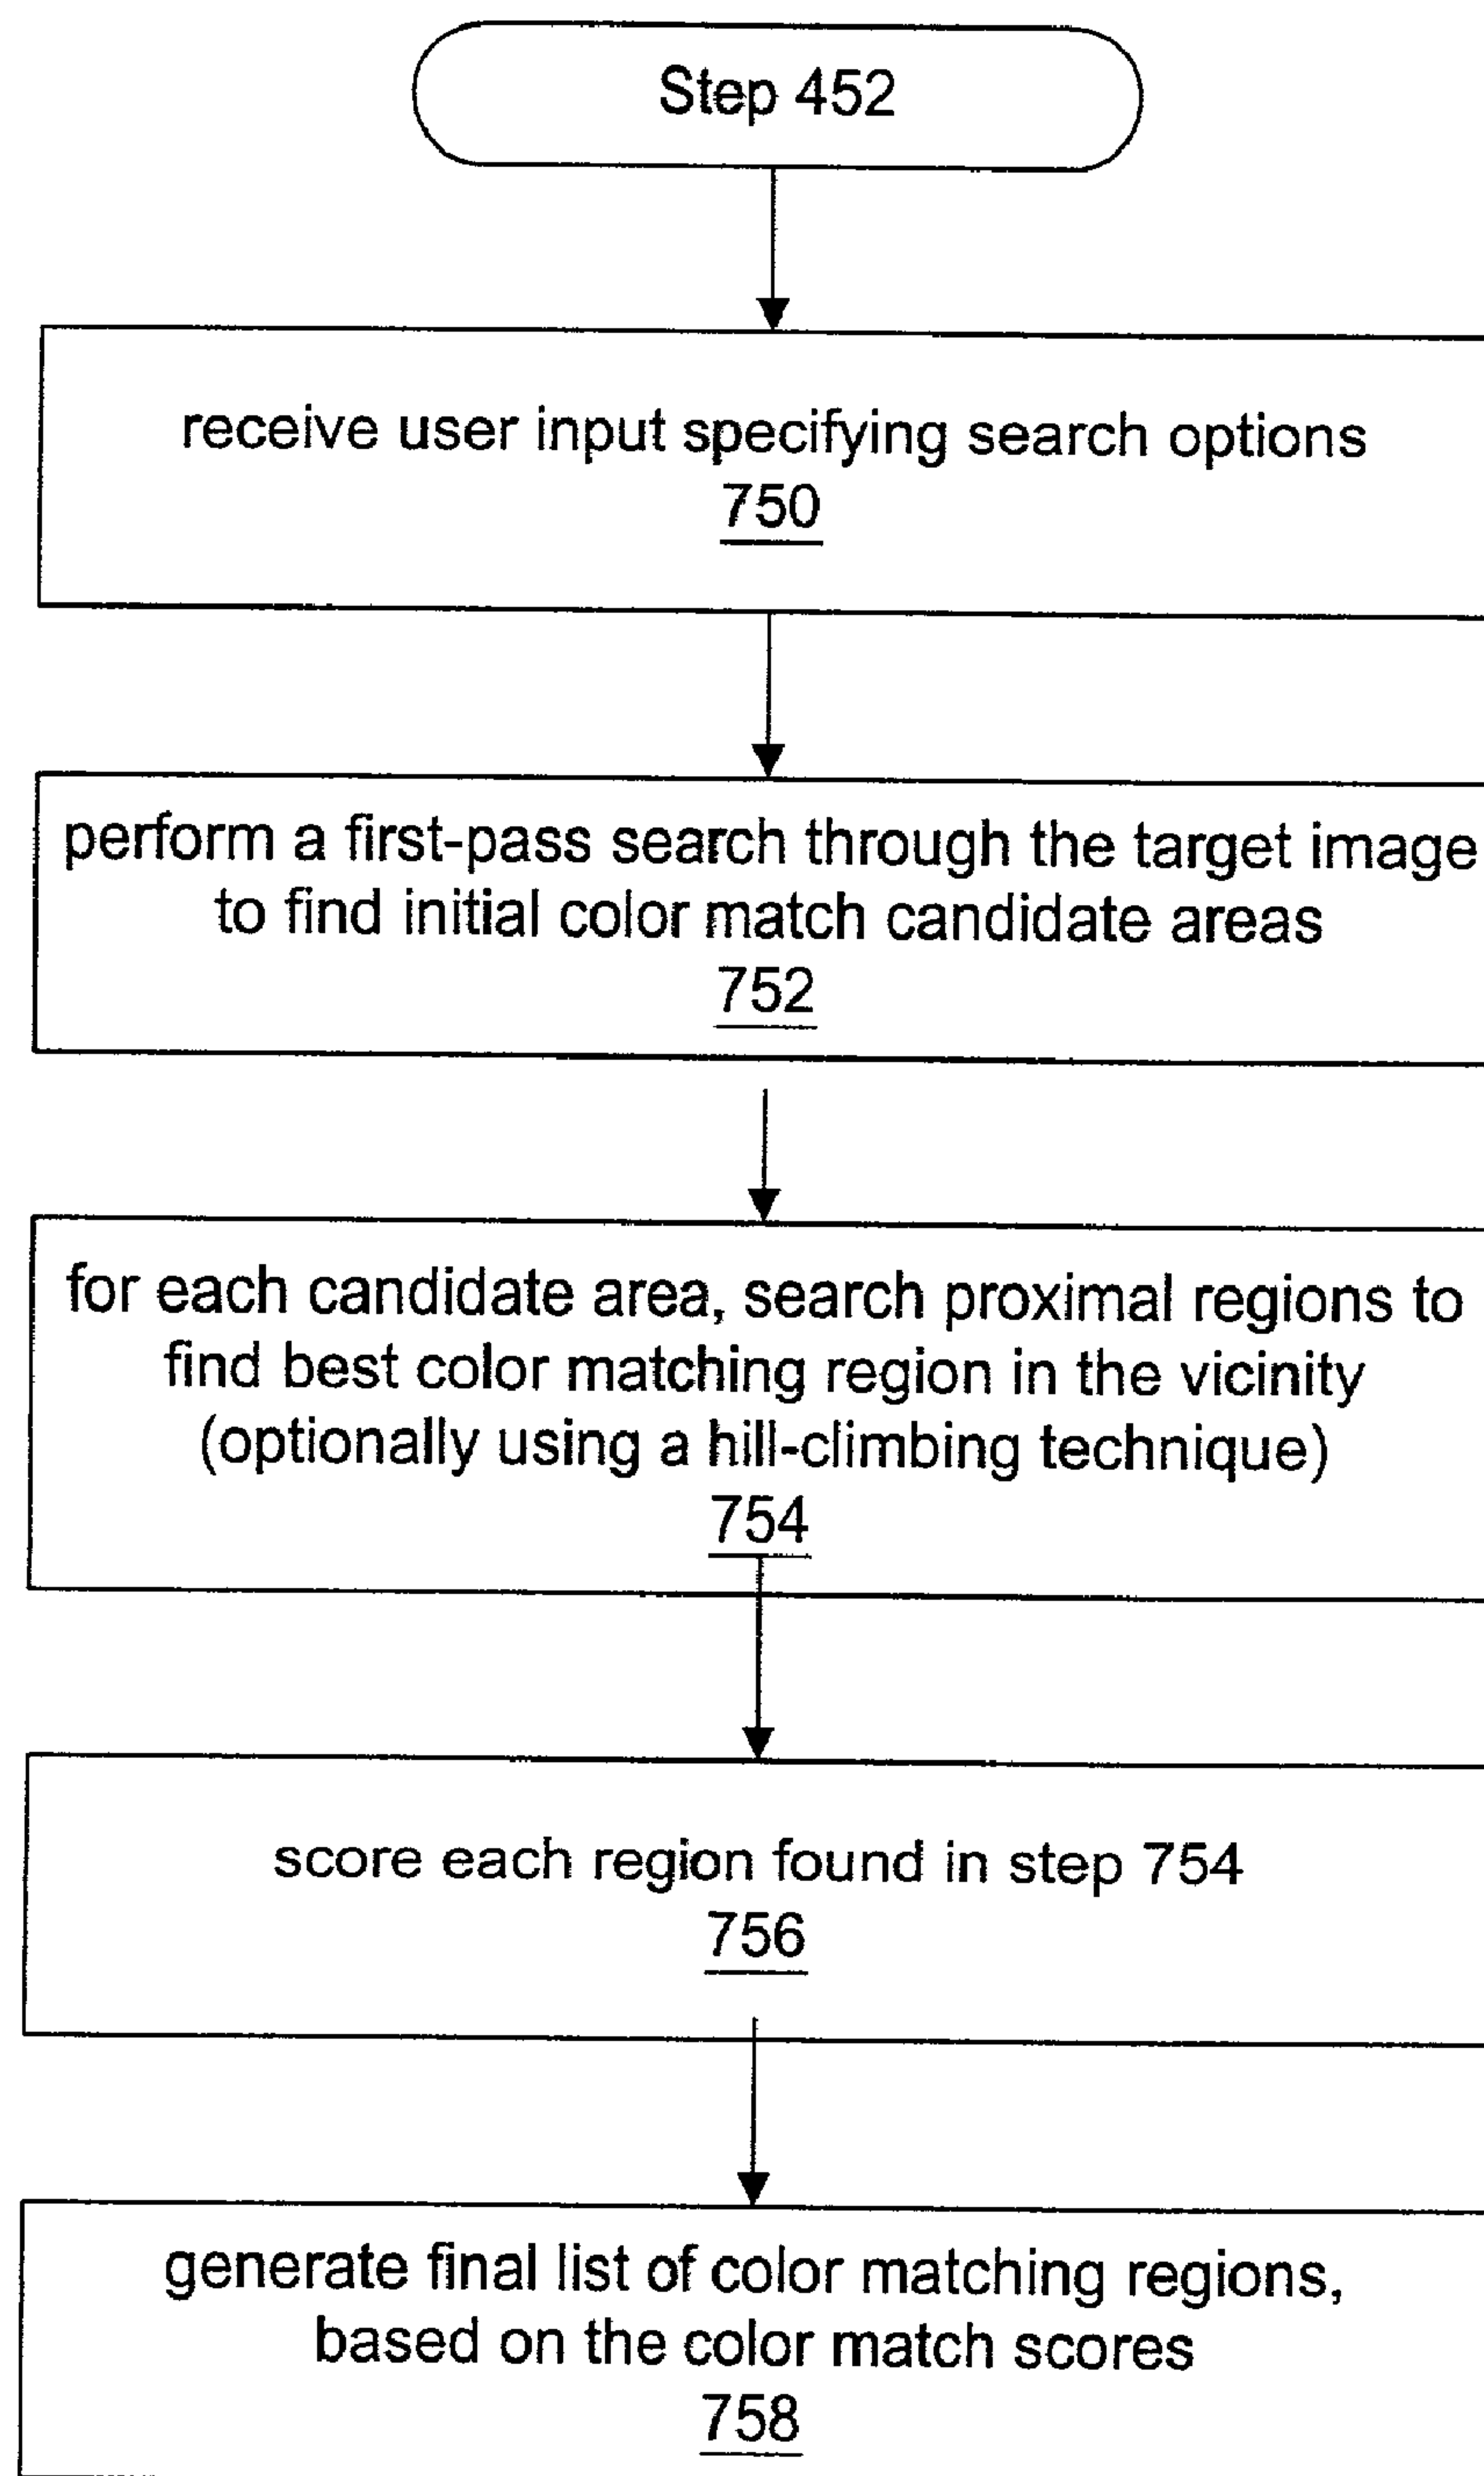 Step 452
receive user input specifying search options
750
perform a first-pass search through the target image
to find initial color match candidate areas
752
for each candidate area, search proximal regions to
find best color matching region in the vicinity
(optionally using a hill-climbing technique)
754
score each region found in step 754
756
generate final list of color matching regions,
based on the color match scores
758